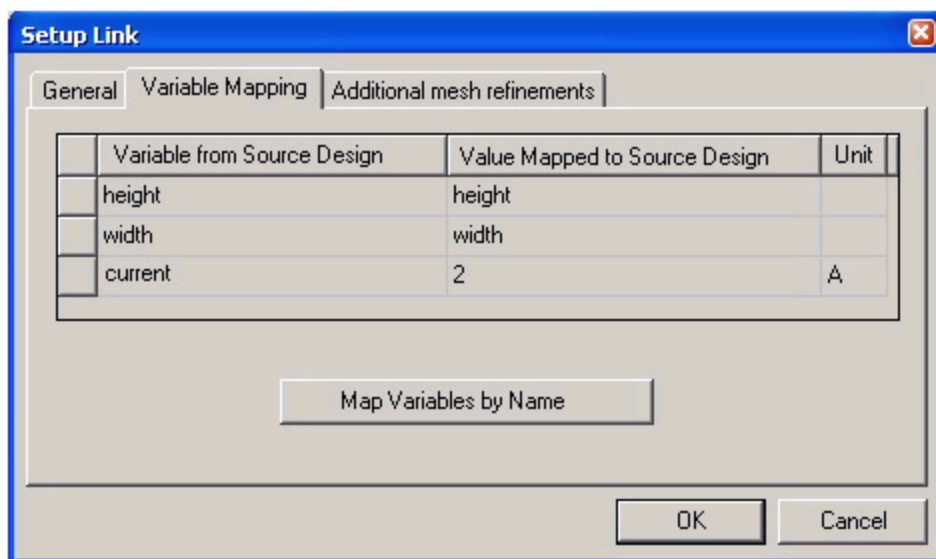 Setup Link
General Variable Mapping Additional mesh refinements
Variable from Source Design Value Mapped to Source Design Unit
height height
width width
current 2 A
Map Variables by Name
OK Cancel